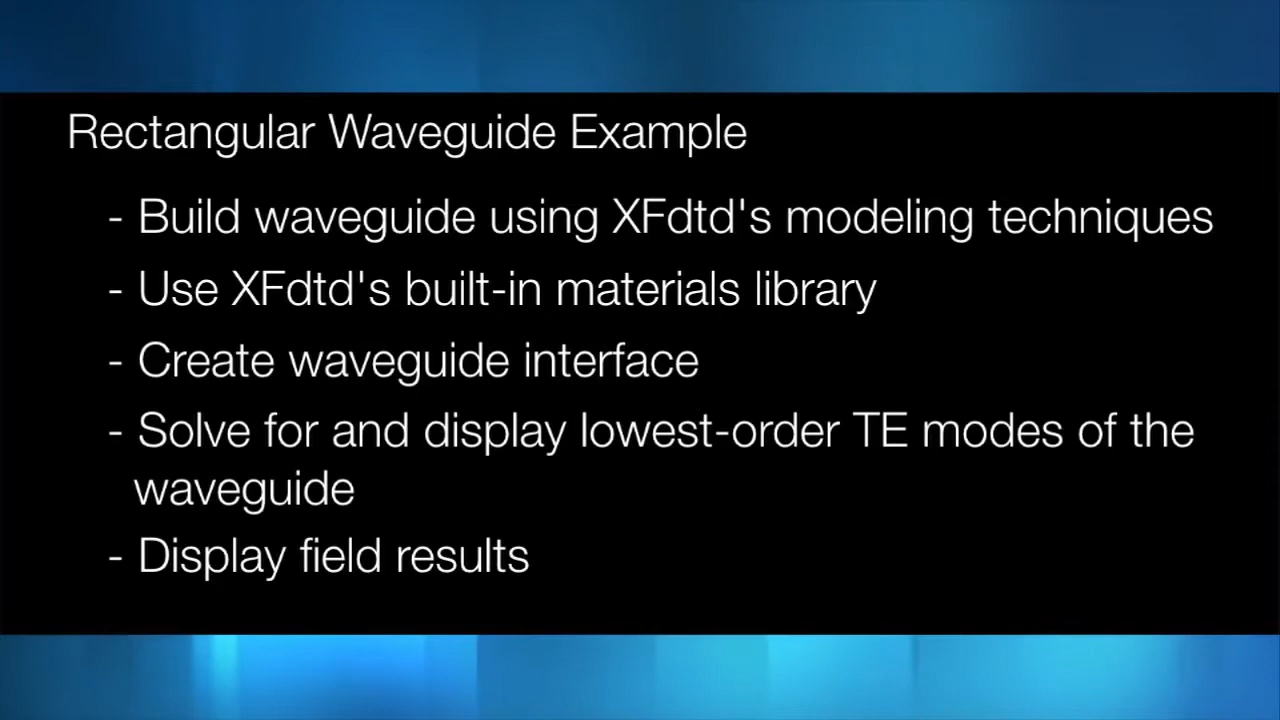 Rectangular Waveguide Example
- Build waveguide using XFdtd's modeling techniques
- Use XFdtd's built-in materials library
- Create waveguide interface
- Solve for and display lowest-order TE modes of the
waveguide
- Display field results